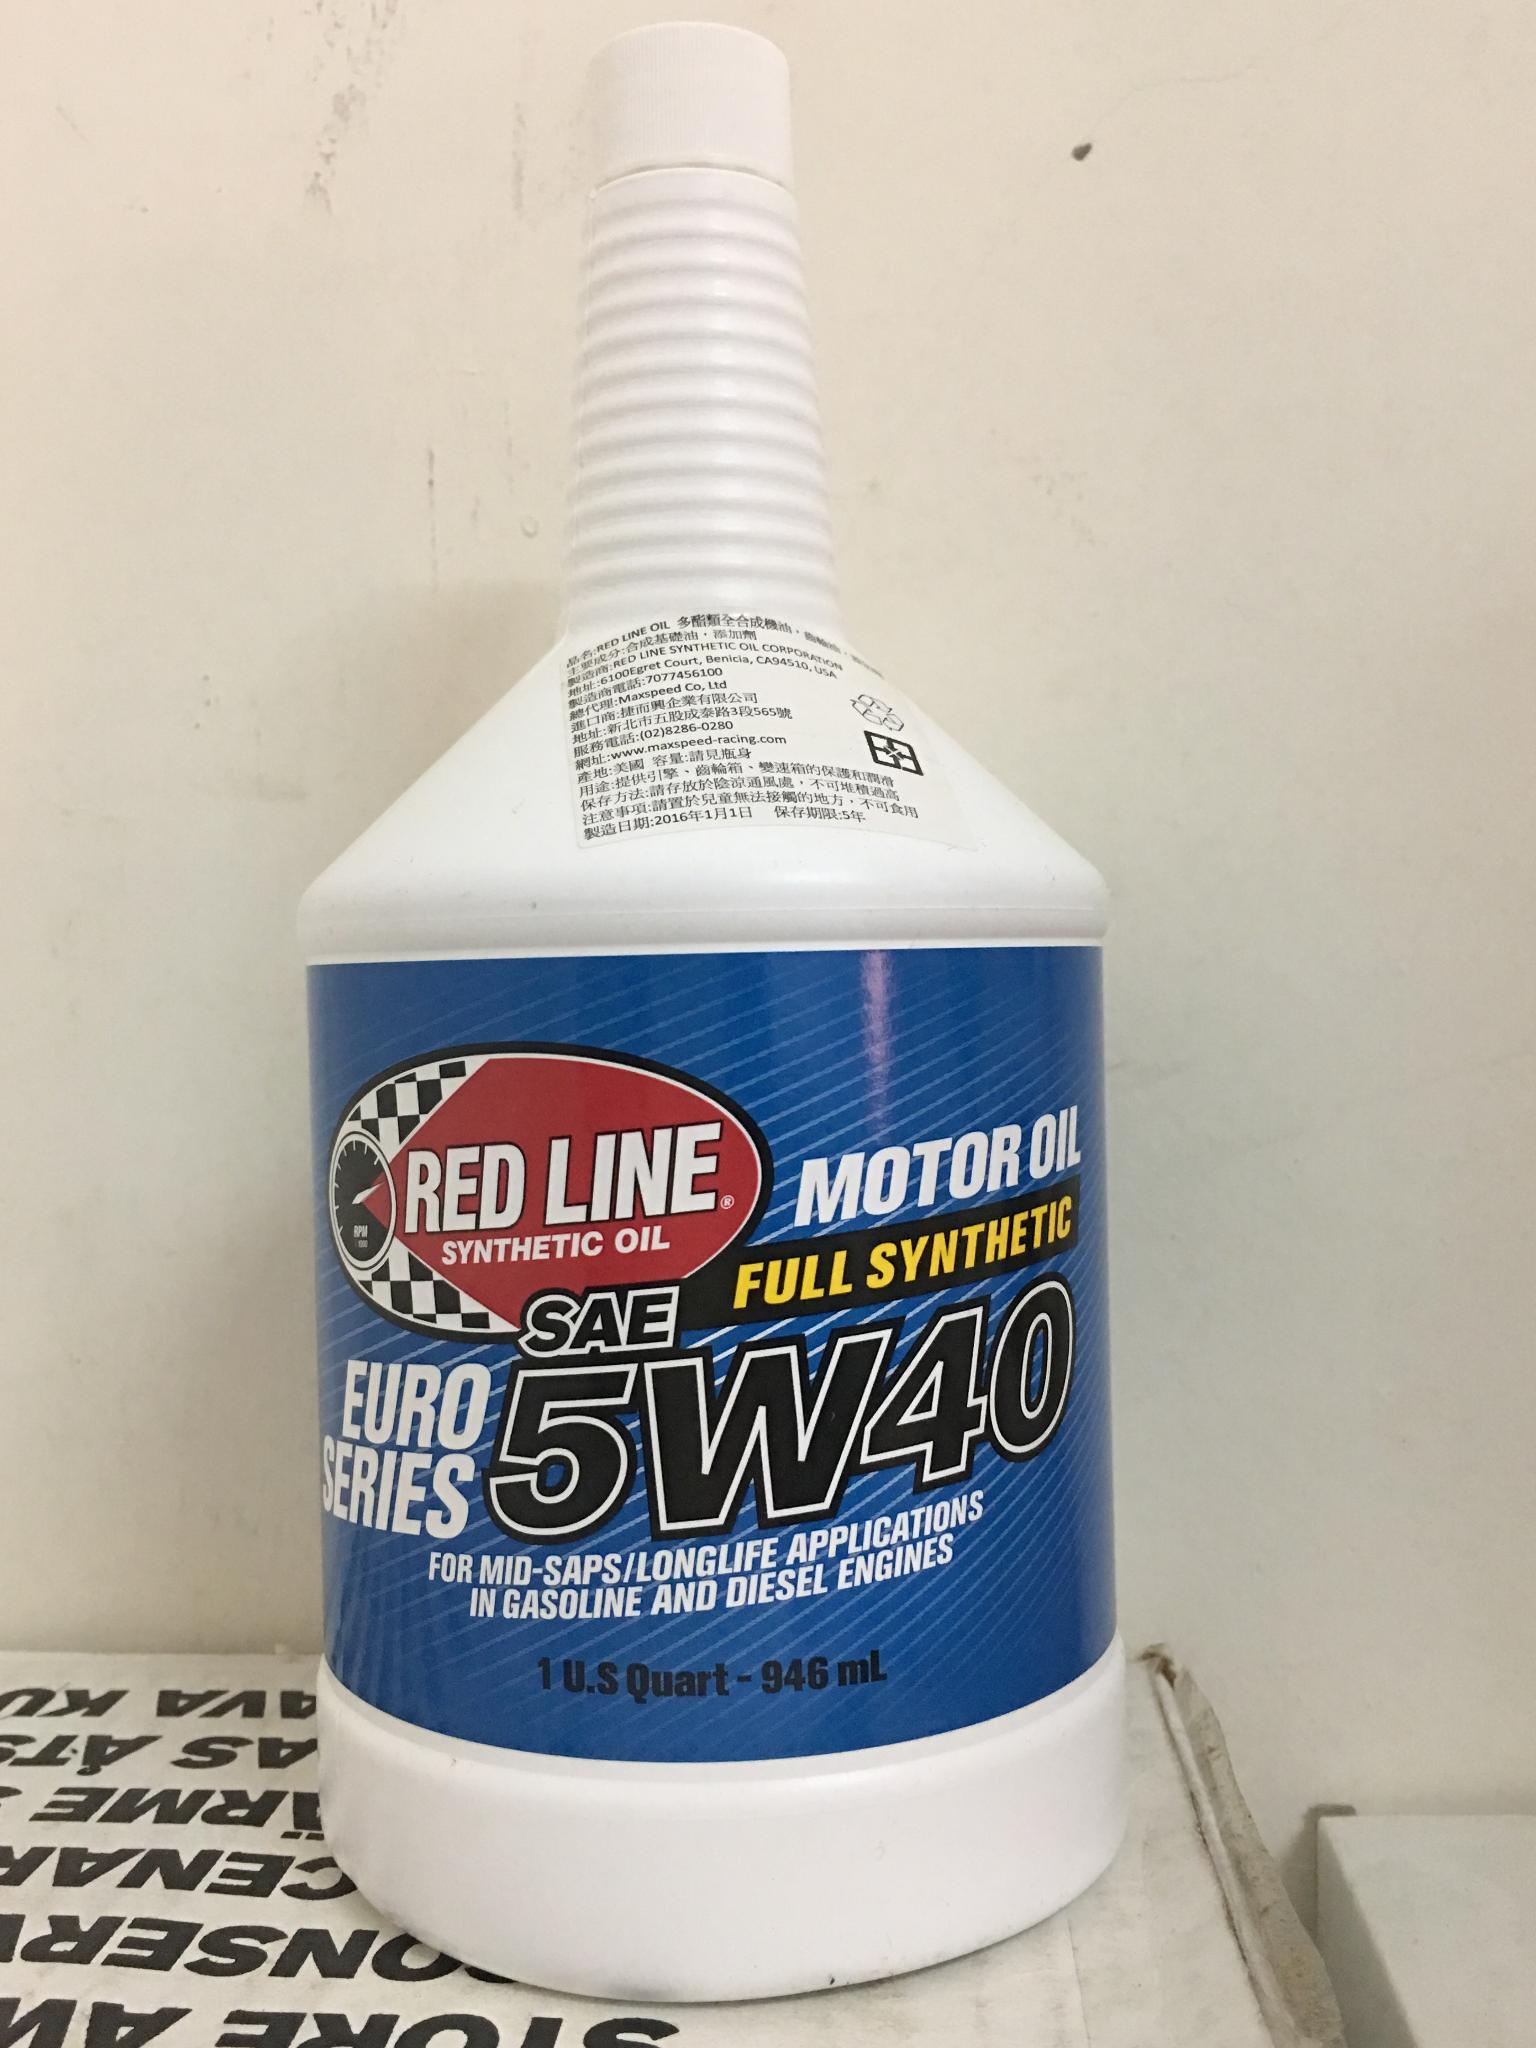 品名:RED LINE OIL 多酯類全合成機油,齒輪油,
主要成分:合成基礎油,添加劑
製造商:RED LINE SYNTHETIC OIL CORPORATION
地址:6100Egret Court, Benicia, CA94510, USA
製造商電話:7077456100
總代理:Maxspeed Co, Ltd
進口商:捷而興企業有限公司
地址:新北市五股成泰路3段565號
服務電話:(02)8286-0280
網址:www.maxspeed-racing.com
產地:美國 容量:請見瓶身
用途:提供引擎、齒輪箱、變速箱的保護和潤滑
保存方法:請存放於陰涼通風處,不可堆積過高
注意事項:請置於兒童無法接觸的地方,不可食用
製造日期:2016年1月1日 保存期限:5年
RED LINE®
SYNTHETIC OIL
RPM
MOTOR OIL
FULL SYNTHETIC
SAE
5W40
EURO
SERIES
FOR MID-SAPS/LONGLIFE APPLICATIONS
IN GASOLINE AND DIESEL ENGINES
1 U.S Quart - 946 mL
STORE AW